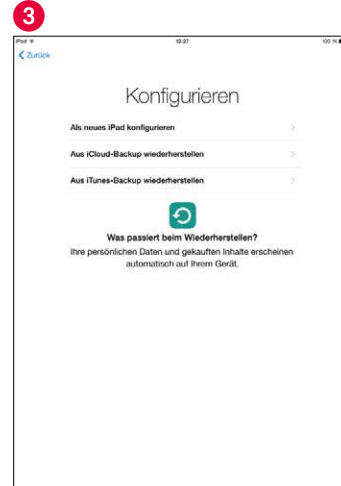 3
iPad 12:27 100 %
Zurück
Konfigurieren
Als neues iPad konfigurieren
Aus iCloud-Backup wiederherstellen
Aus iTunes-Backup wiederherstellen
Was passiert beim Wiederherstellen?
Ihre persönlichen Daten und gekauften Inhalte erscheinen
automatisch auf Ihrem Gerät.